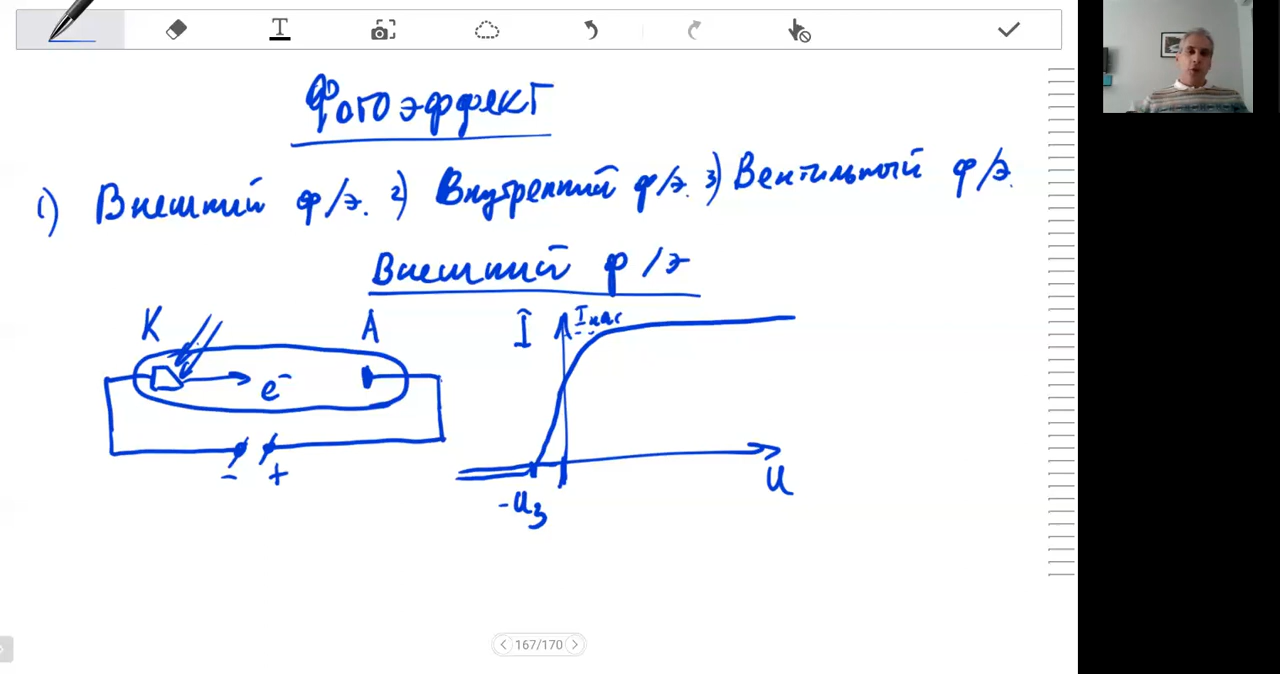 T
Фотоэффект
1) Внешний ф/э. 2) Внутренний ф/э. 3) Вентильный ф/э.
Внешний ф/э
K A
I Iнас
e⁻
- +
-Uз U
167/170